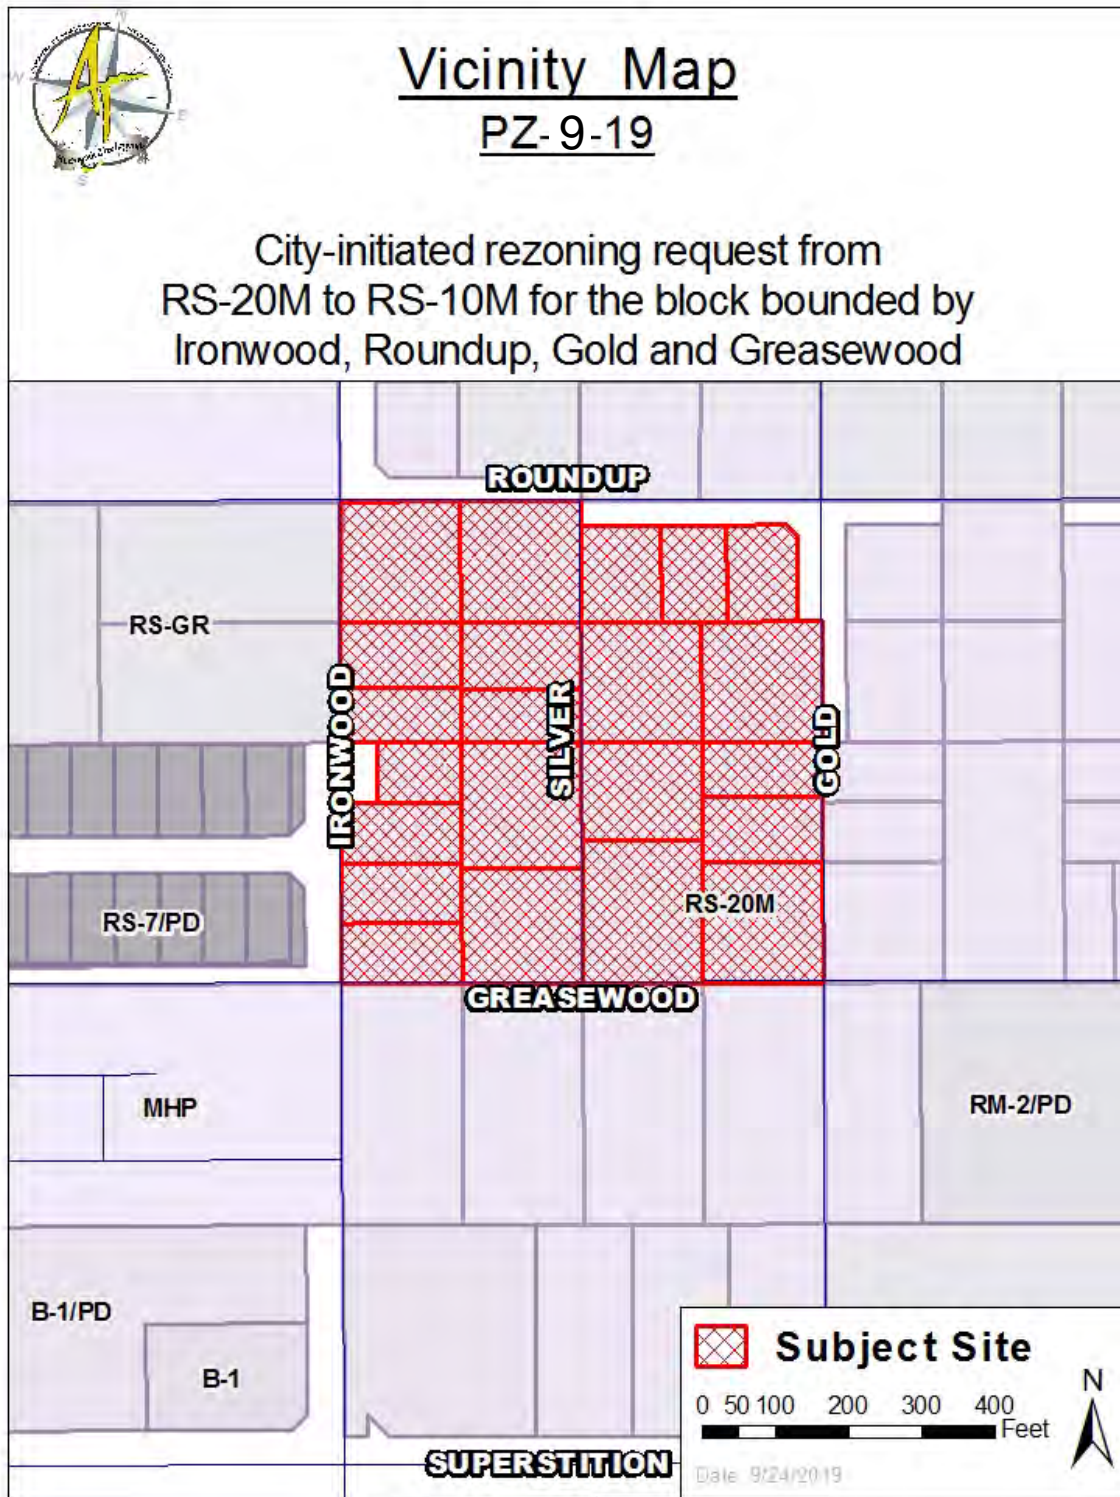 N
W
E
S
Vicinity Map
PZ-9-19
City-initiated rezoning request from
RS-20M to RS-10M for the block bounded by
Ironwood, Roundup, Gold and Greasewood
ROUNDUP
RS-GR
IRONWOOD
SILVER
GOLD
RS-7/PD
RS-20M
GREASEWOOD
MHP
RM-2/PD
B-1/PD
B-1
Subject Site
N
0 50 100 200 300 400
Feet
SUPERSTITION
Date: 9/24/2019